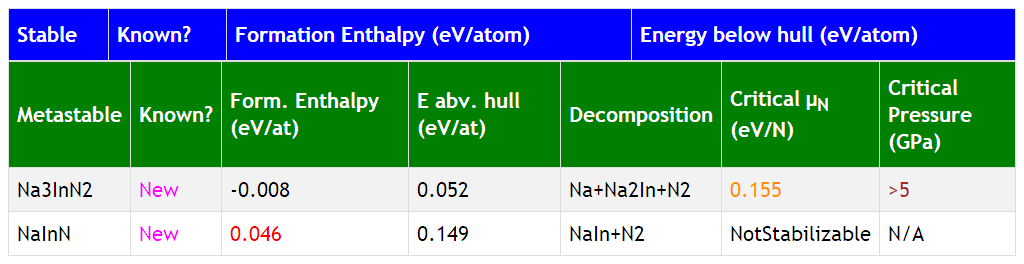 Stable Known? Formation Enthalpy (eV/atom) Energy below hull (eV/atom)
Metastable Known? Form. Enthalpy (eV/at) E abv. hull (eV/at) Decomposition Critical μN (eV/N) Critical Pressure (GPa)
Na3InN2 New -0.008 0.052 Na+Na2In+N2 0.155 >5
NaInN New 0.046 0.149 NaIn+N2 NotStabilizable N/A